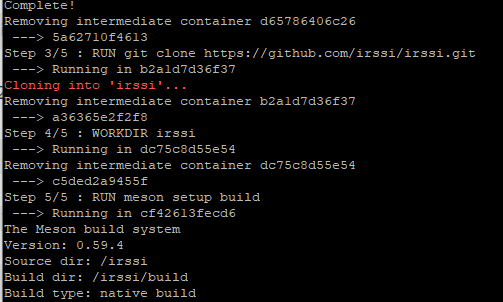 Complete!
Removing intermediate container d65786406c26
---> 5a62710f4613
Step 3/5 : RUN git clone https://github.com/irssi/irssi.git
---> Running in b2a1d7d36f37
Cloning into 'irssi'...
Removing intermediate container b2a1d7d36f37
---> a36365e2f2f8
Step 4/5 : WORKDIR irssi
---> Running in dc75c8d55e54
Removing intermediate container dc75c8d55e54
---> c5ded2a9455f
Step 5/5 : RUN meson setup build
---> Running in cf42613fecd6
The Meson build system
Version: 0.59.4
Source dir: /irssi
Build dir: /irssi/build
Build type: native build